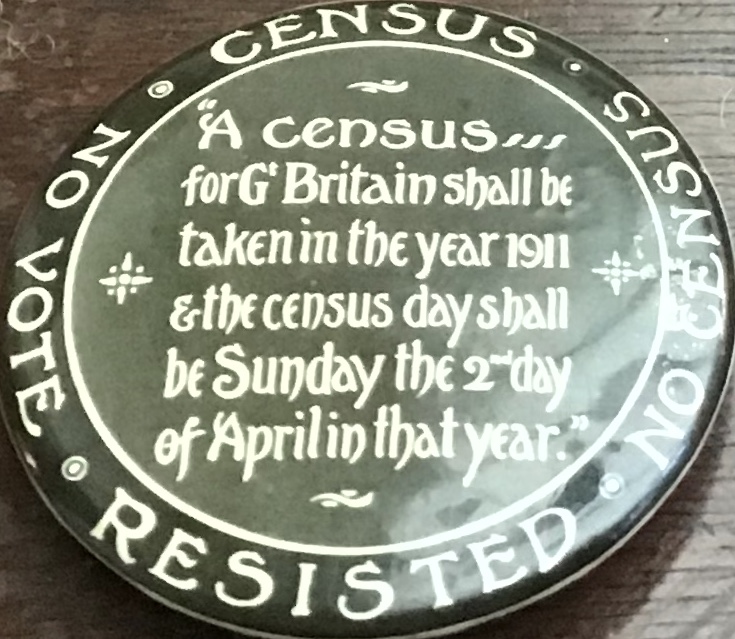 CENSUS
NO VOTE
NO CENSUS
RESISTED
"A census...
for Gt Britain shall be
taken in the year 1911
& the census day shall
be Sunday the 2nd day
of April in that year."